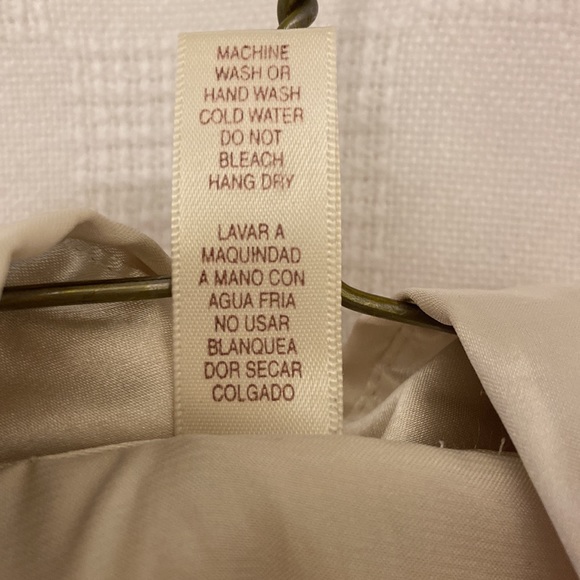 MACHINE
WASH OR
HAND WASH
COLD WATER
DO NOT
BLEACH
HANG DRY
LAVAR A
MAQUINDAD
A MANO CON
AGUA FRIA
NO USAR
BLANQUEA
DOR SECAR
COLGADO